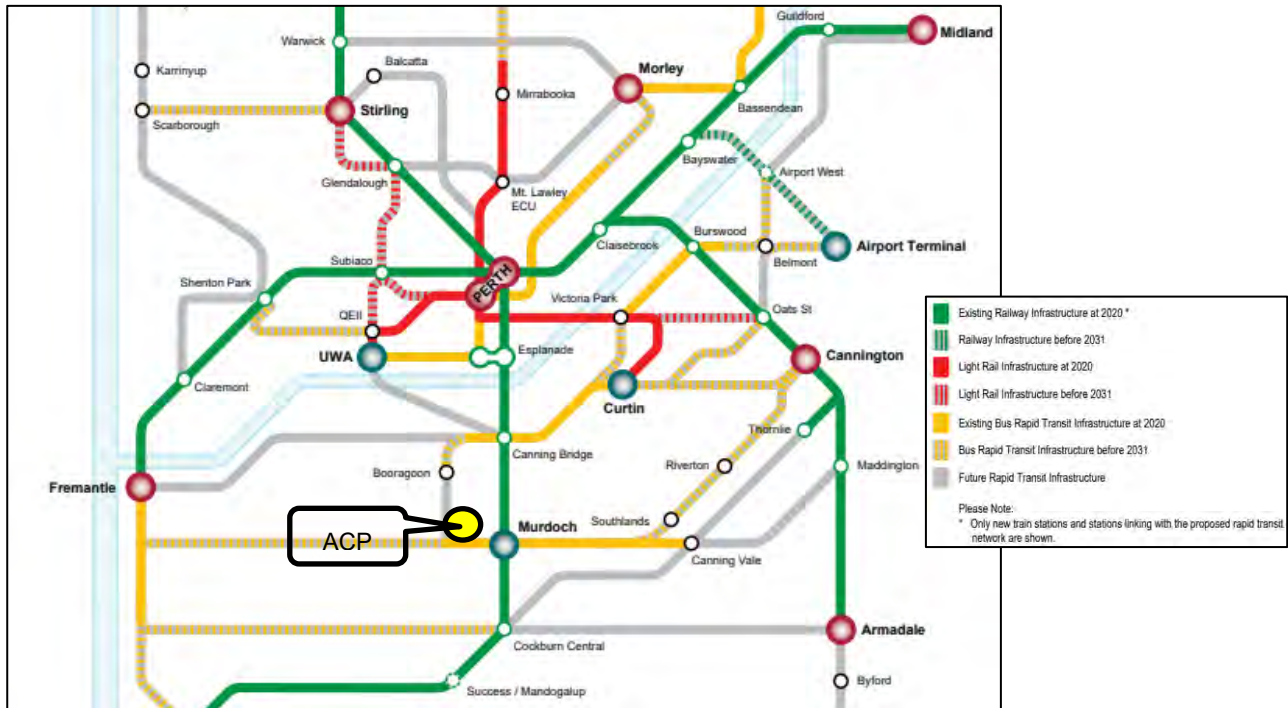 Guildford
Midland
Warwick
Balcatta
Karrinyup
Morley
Stirling
Mirrabooka
Scarborough
Bassendean
Bayswater
Airport West
Glendalough
Mt. Lawley
ECU
Claisebrook
Burswood
Airport Terminal
Belmont
Subiaco
PERTH
Shenton Park
Victoria Park
Oats St
QEII
UWA
Esplanade
Cannington
Claremont
Curtin
Thornlie
Canning Bridge
Booragoon
Riverton
Maddington
Fremantle
Southlands
Murdoch
ACP
Canning Vale
Armadale
Cockburn Central
Success / Mandogalup
Byford
Existing Railway Infrastructure at 2020 *
Railway Infrastructure before 2031
Light Rail Infrastructure at 2020
Light Rail Infrastructure before 2031
Existing Bus Rapid Transit Infrastructure at 2020
Bus Rapid Transit Infrastructure before 2031
Future Rapid Transit Infrastructure
Please Note:
* Only new train stations and stations linking with the proposed rapid transit
network are shown.